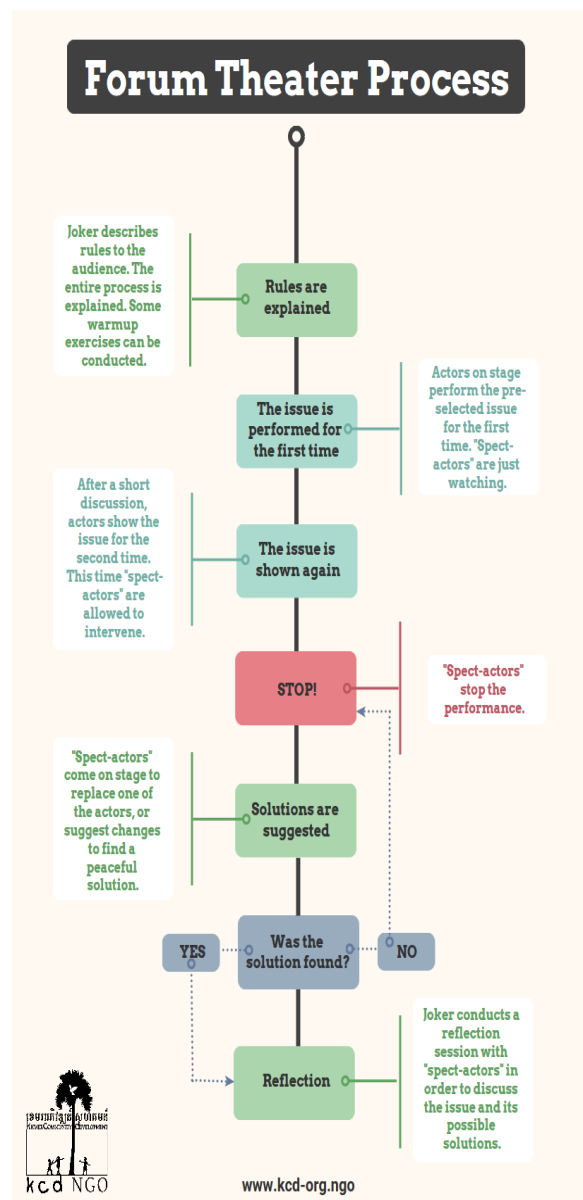 Forum Theater Process
Joker describes
rules to the
audience. The
entire process is
explained. Some
warmup
exercises can be
conducted.
Rules are
explained
The issue is
performed for
the first time
Actors on stage
perform the pre-
selected issue
for the first
time. "Spect-
actors" are just
watching.
After a short
discussion,
actors show the
issue for the
second time.
This time "spect-
actors" are
allowed to
intervene.
The issue is
shown again
STOP!
"Spect-actors"
stop the
performance.
"Spect-actors"
come on stage to
replace one of
the actors, or
suggest changes
to find a
peaceful
solution.
Solutions are
suggested
Was the
solution found?
YES
NO
Reflection
Joker conducts a
reflection
session with
"spect-actors" in
order to discuss
the issue and its
possible
solutions.
KHMER COMMUNITY DEVELOPMENT
kcd NGO
www.kcd-org.ngo